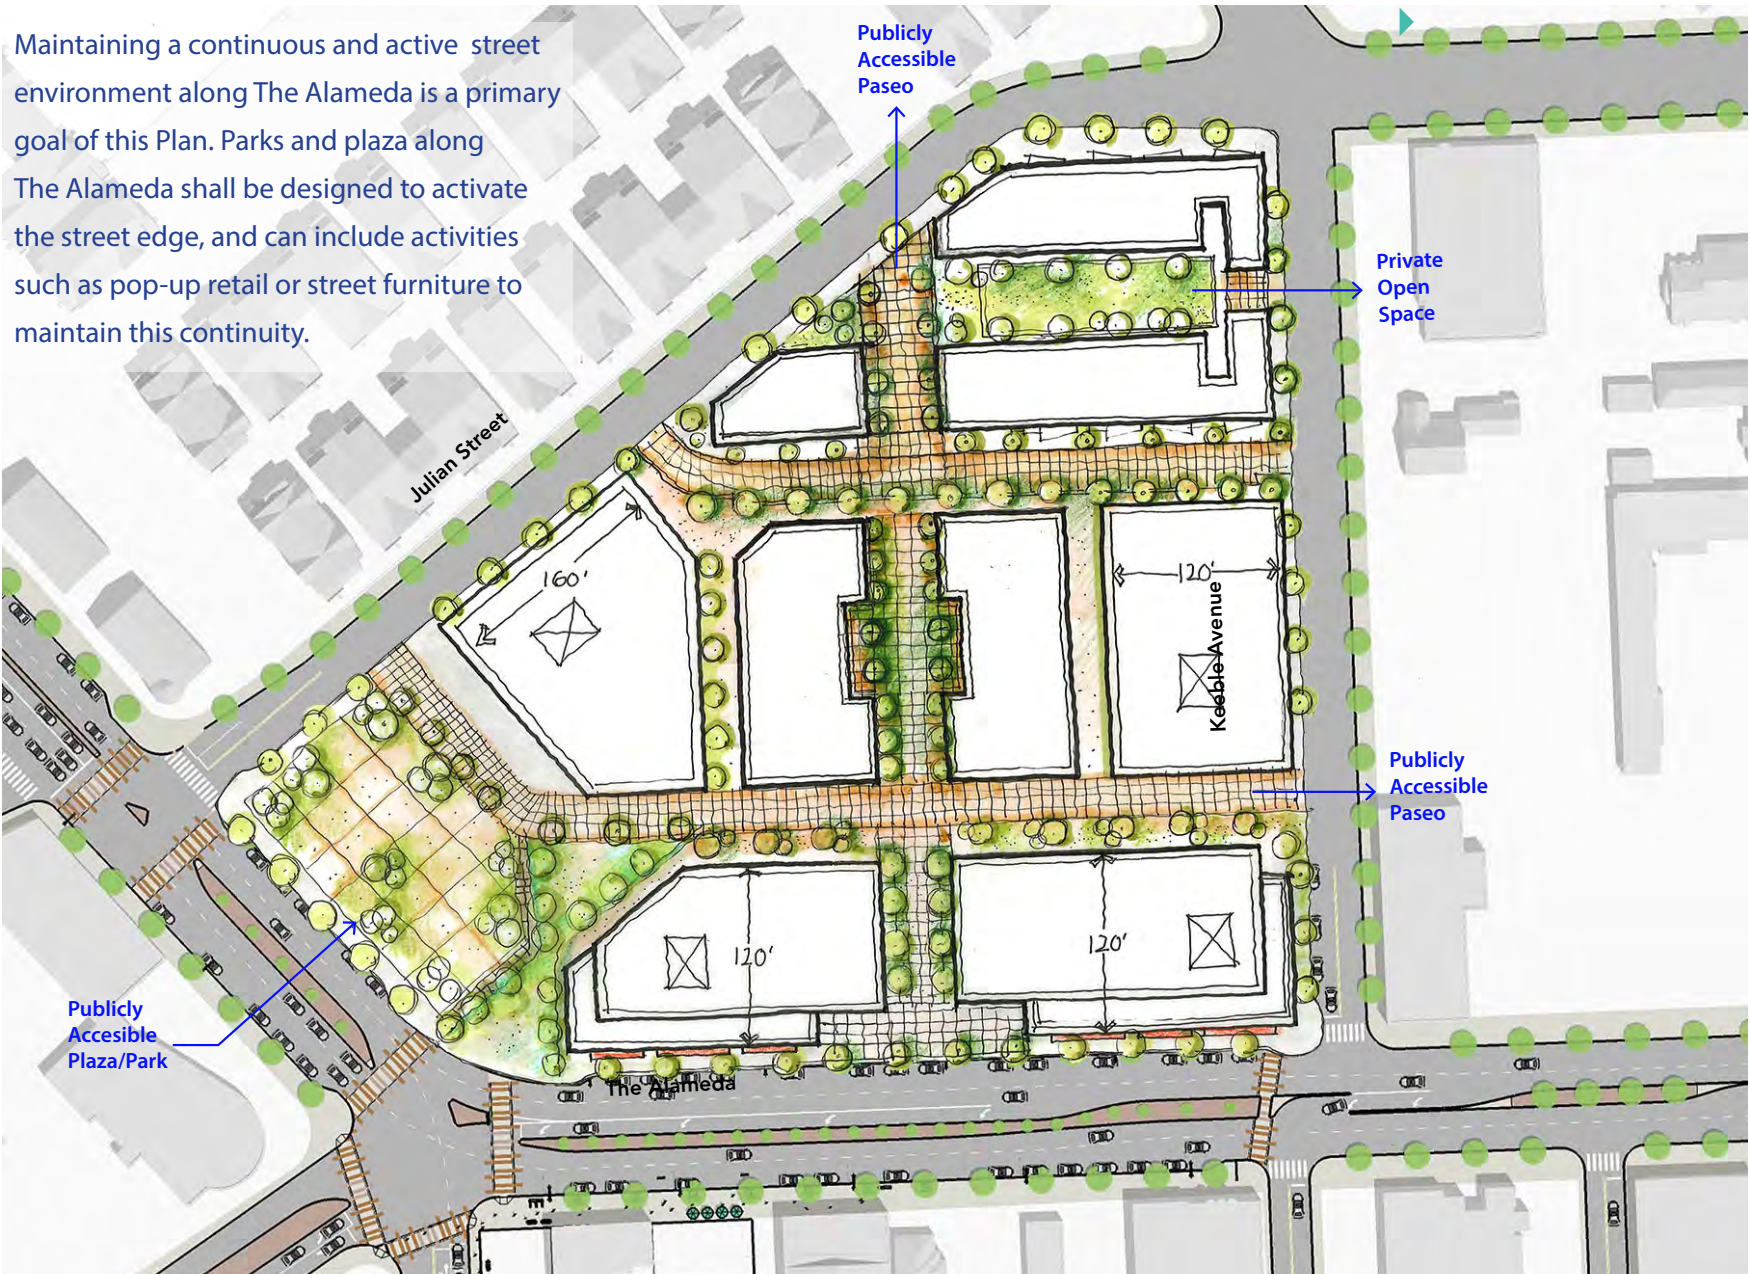 Maintaining a continuous and active street
environment along The Alameda is a primary
goal of this Plan. Parks and plaza along
The Alameda shall be designed to activate
the street edge, and can include activities
such as pop-up retail or street furniture to
maintain this continuity.
Publicly
Accessible
Paseo
Private
Open
Space
Julian Street
160'
120'
Keeble Avenue
Publicly
Accessible
Paseo
120'
120'
Publicly
Accesible
Plaza/Park
The Alameda